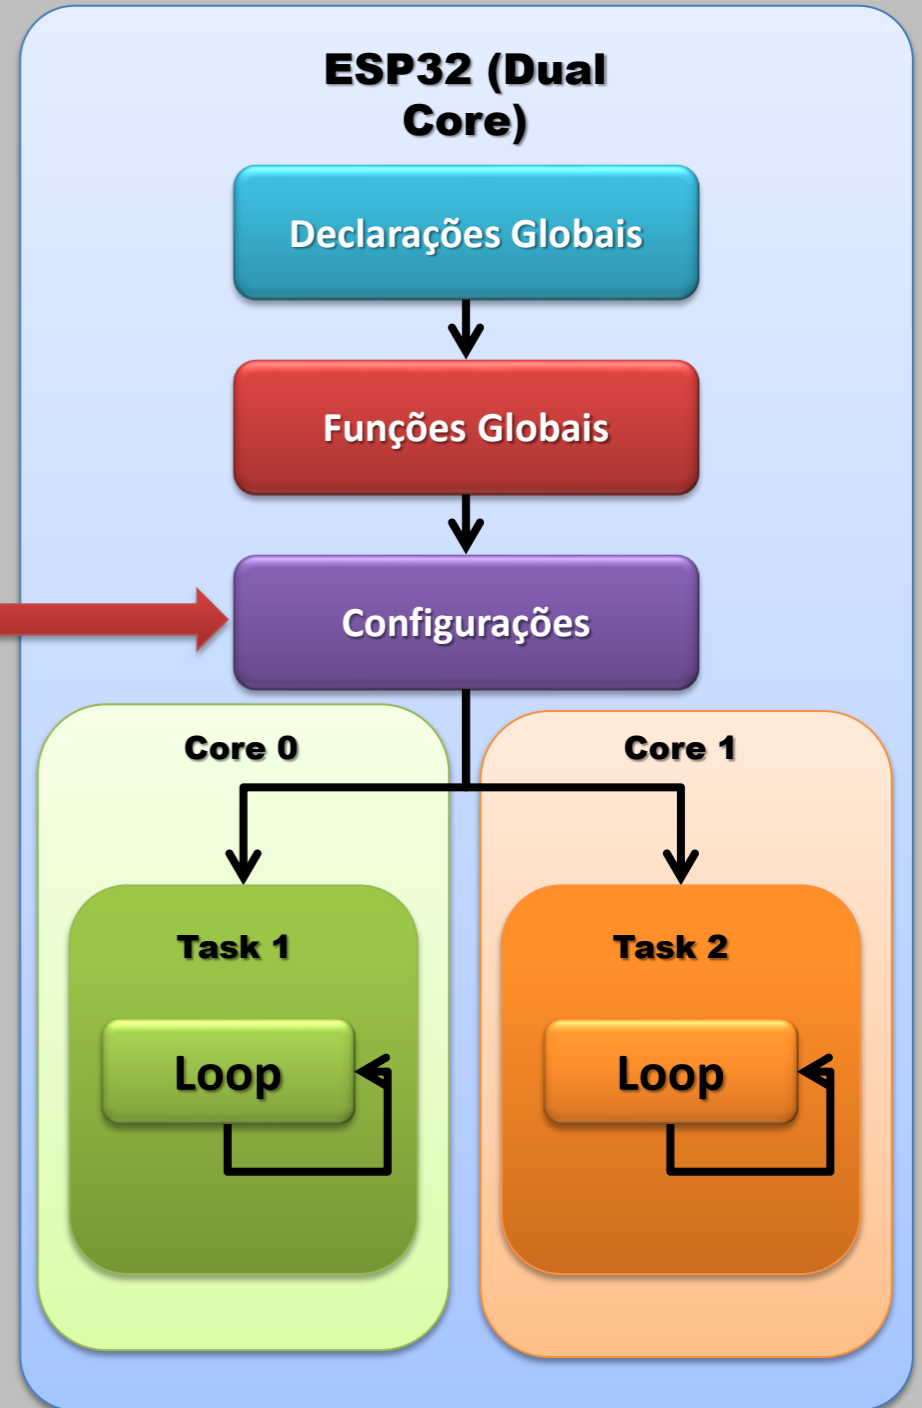 ESP32 (Dual
Core)
Declarações Globais
Funções Globais
Configurações
Core 0
Core 1
Task 1
Task 2
Loop
Loop